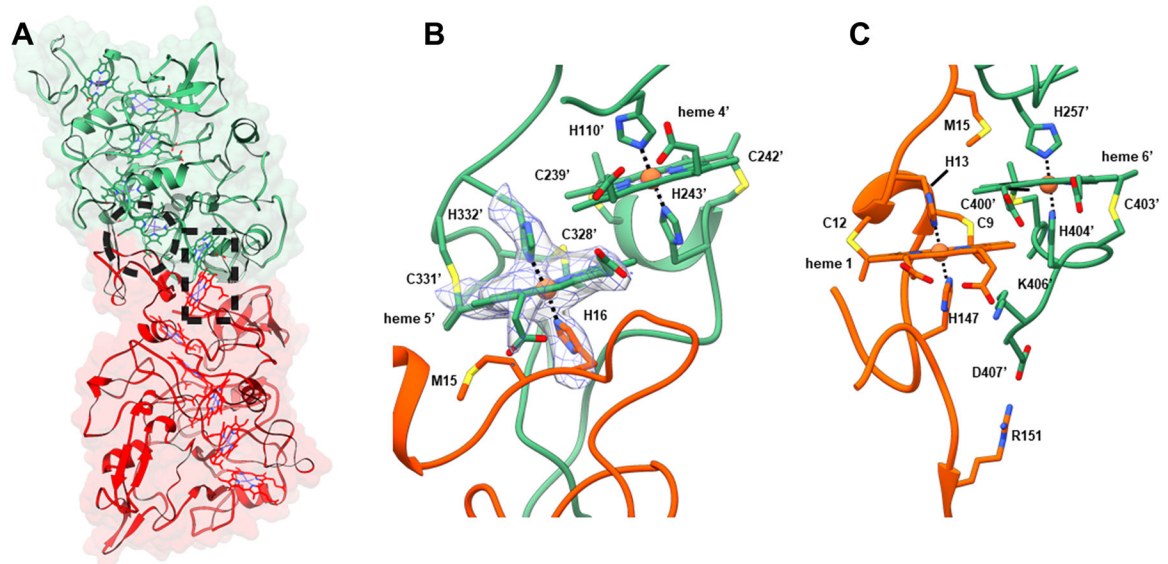 A
B
C
heme 4’
H110’
C242’
C239’
H243’
H332’
C328’
C331’
H16
heme 5’
M15
H257’
M15
H13
heme 6’
C400’
C403’
C12
C9
H404’
heme 1
K406’
H147
D407’
R151